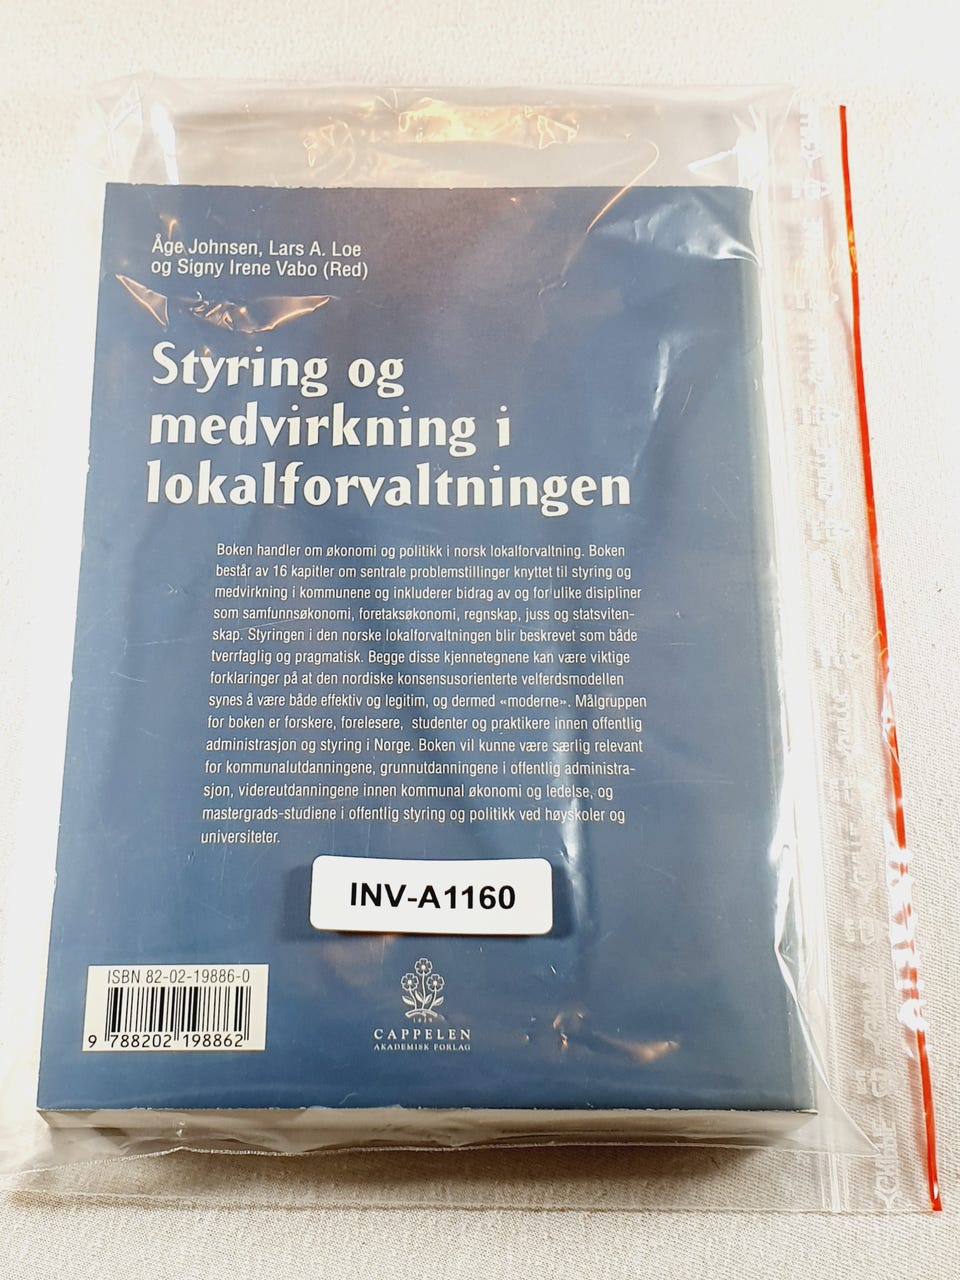 Åge Johnsen, Lars A. Loe
og Signy Irene Vabo (Red)
Styring og
medvirkning i
lokalforvaltningen
Boken handler om økonomi og politikk i norsk lokalforvaltning. Boken
består av 16 kapitler om sentrale problemstillinger knyttet til styring og
medvirkning i kommunene og inkluderer bidrag av og for ulike disipliner
som samfunnsøkonomi, foretaksøkonomi, regnskap, juss og statsviten-
skap. Styringen i den norske lokalforvaltningen blir beskrevet som både
tverrfaglig og pragmatisk. Begge disse kjennetegnene kan være viktige
forklaringer på at den nordiske konsensusorienterte velferdsmodellen
synes å være både effektiv og legitim, og dermed «moderne». Målgruppen
for boken er forskere, forelesere, studenter og praktikere innen offentlig
administrasjon og styring i Norge. Boken vil kunne være særlig relevant
for kommunalutdanningene, grunnutdanningene i offentlig administra-
sjon, videreutdanningene innen kommunal økonomi og ledelse, og
mastergrads-studiene i offentlig styring og politikk ved høyskoler og
universiteter.
INV-A1160
ISBN 82-02-19886-0
9 788202 198862
1829
CAPPELEN
AKADEMISK FORLAG